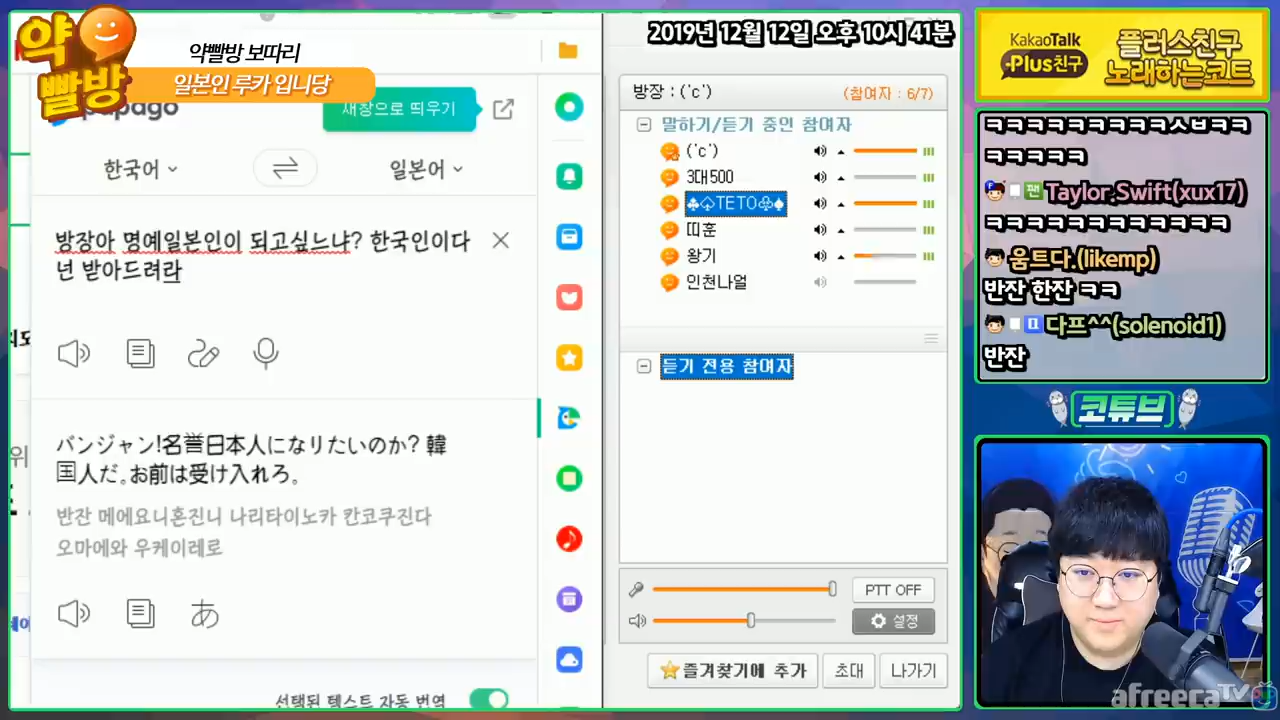 약빨방
약빨방 보따리
일본인 루카 입니당
papago
새창으로 띄우기
한국어
일본어
방장아 명예일본인이 되고싶느냐? 한국인이다
넌 받아드려라
バンジャン!名誉日本人になりたいのか? 韓
国人だ。お前は受け入れろ。
반잔 메에요니혼진니 나리타이노카 칸코쿠진다
오마에와 우케이레로
あ
선택된 텍스트 자동 번역
2019년 12월 12일 오후 10시 41분
방장 : ('c')
(참여자 : 6/7)
말하기/듣기 중인 참여자
('c')
3대500
♣♤TETO♧♠
띠훈
왕기
인천나얼
듣기 전용 참여자
PTT OFF
설정
즐겨찾기에 추가
초대
나가기
KakaoTalk
Plus친구
플러스친구
노래하는코트
ㅋㅋㅋㅋㅋㅋㅋㅋㅋㅅㅂㅋㅋ
ㅋㅋㅋㅋㅋ
팬 Taylor.Swift(xux17)
ㅋㅋㅋㅋㅋㅋㅋㅋㅋㅋㅋㅋ
움트다.(likemp)
반잔 한잔 ㅋㅋ
다프^^(solenoid1)
반잔
코튜브
afreecaTV